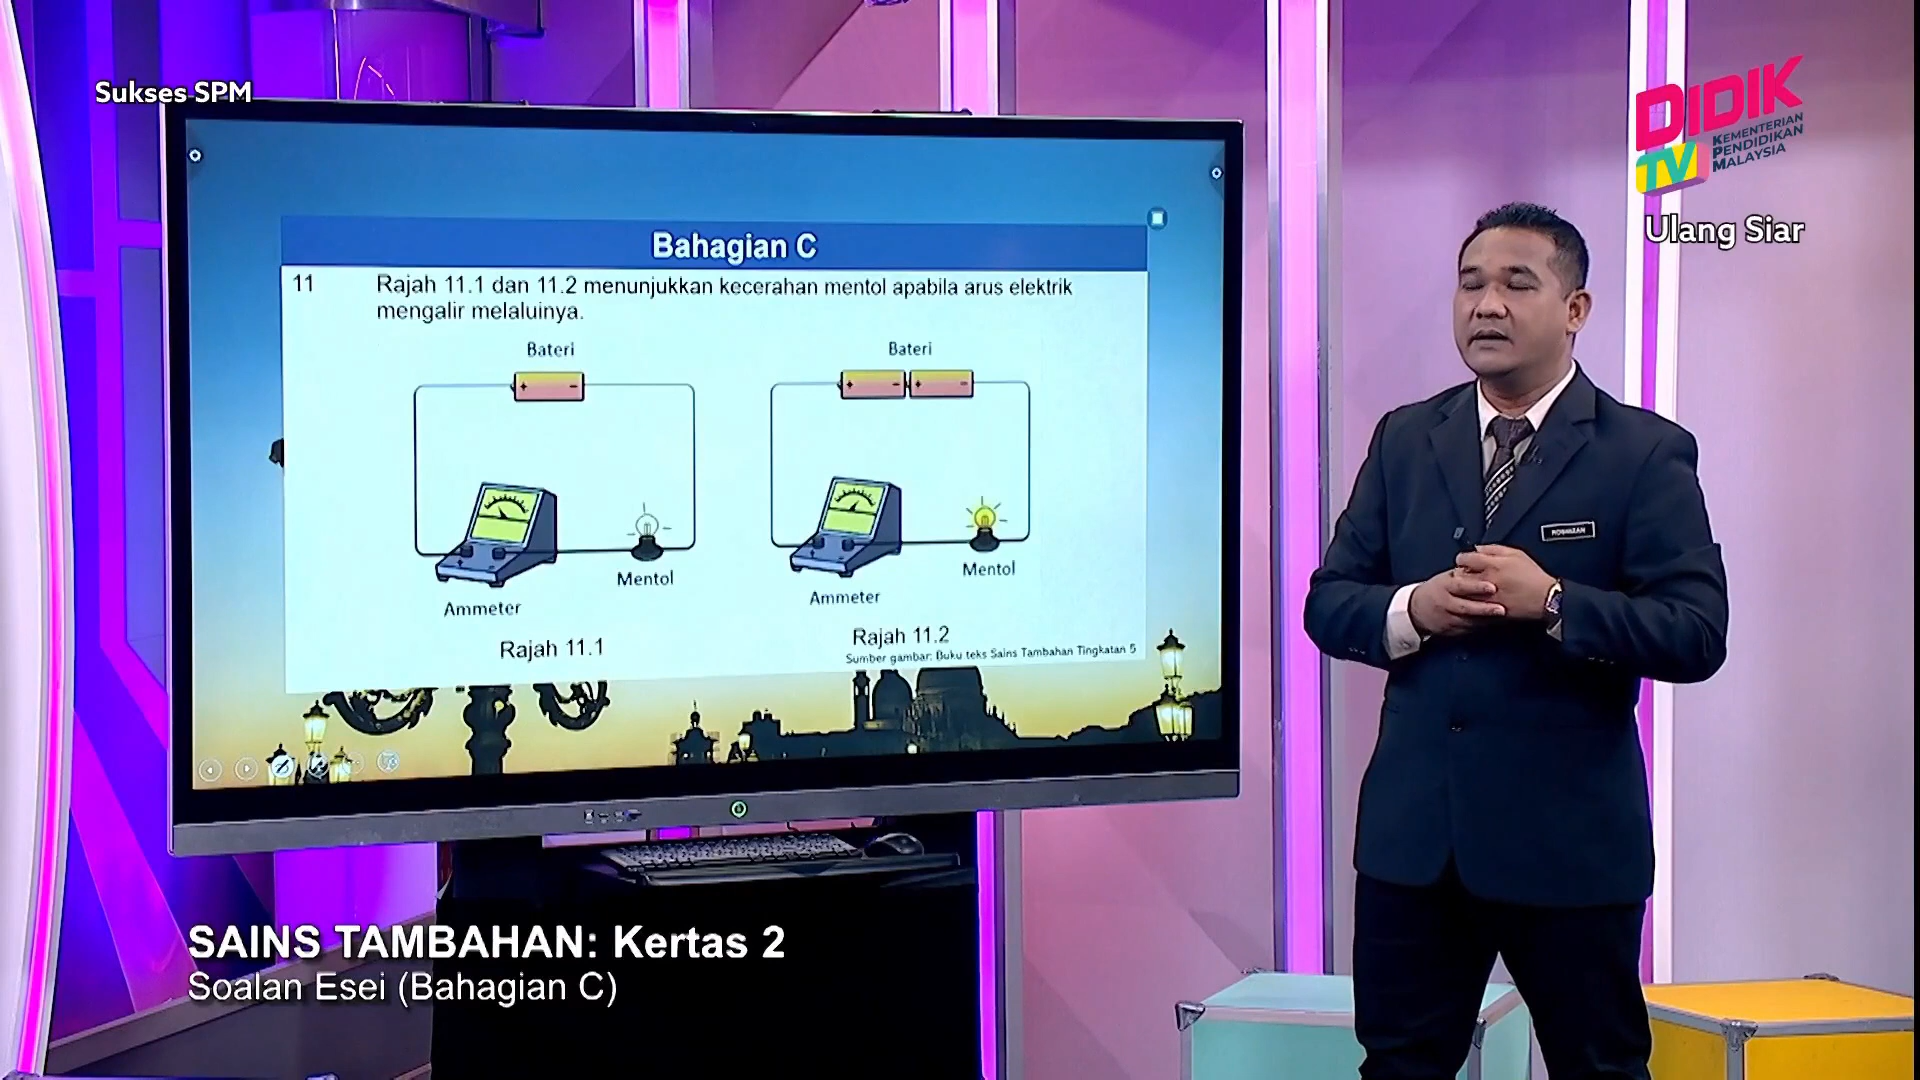 Sukses SPM
DIDIK
TV
KEMENTERIAN
PENDIDIKAN
MALAYSIA
Ulang Siar
Bahagian C
11 Rajah 11.1 dan 11.2 menunjukkan kecerahan mentol apabila arus elektrik
mengalir melaluinya.
Bateri
Bateri
Mentol
Mentol
Ammeter
Ammeter
Rajah 11.1
Rajah 11.2
Sumber gambar: Buku teks Sains Tambahan Tingkatan 5
SAINS TAMBAHAN: Kertas 2
Soalan Esei (Bahagian C)